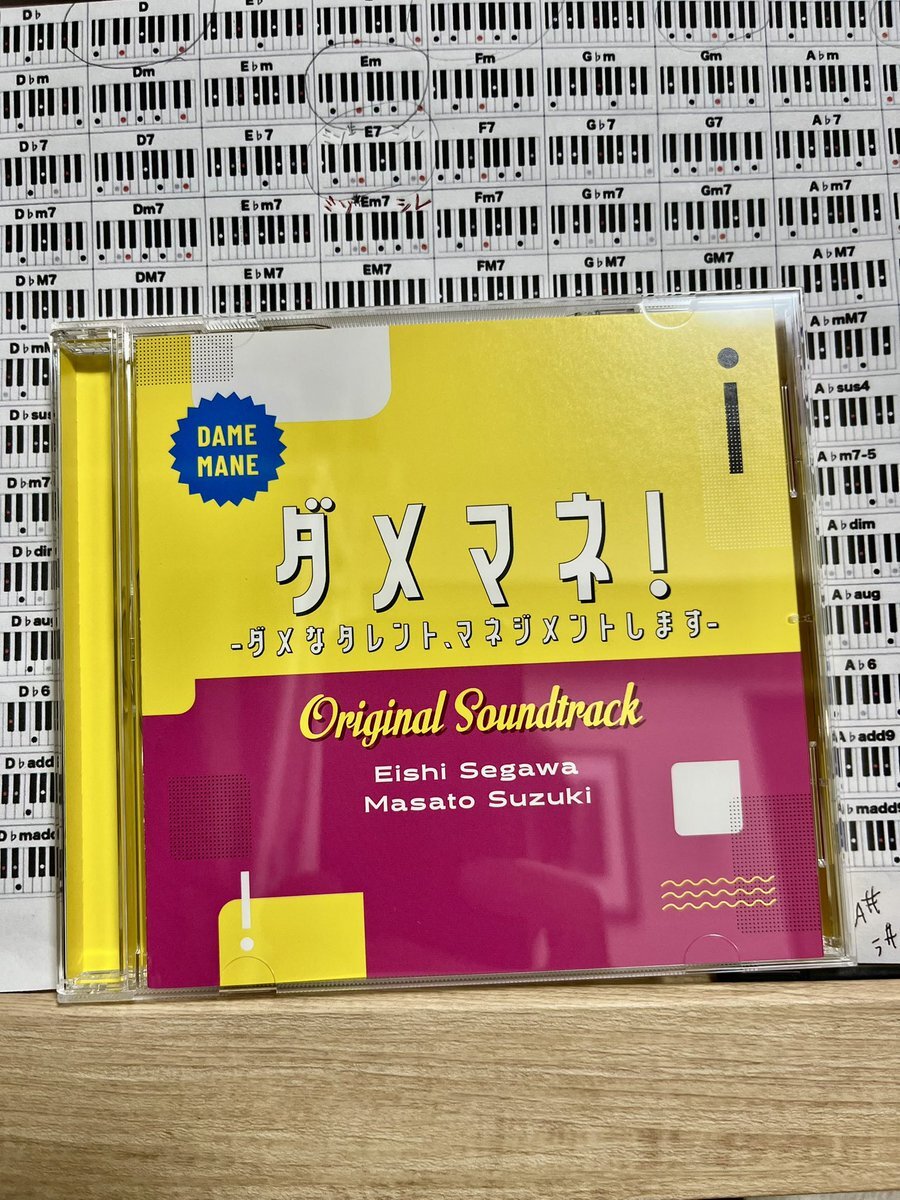 D♭
D
D♭m
Dm
E♭m
Em
Fm
G♭m
Gm
A♭m
D♭7
D7
E♭7
E7
F7
G♭7
G7
A♭7
D♭m7
Dm7
E♭m7
Em7
Fm7
G♭m7
Gm7
A♭m7
D♭M7
DM7
E♭M7
EM7
FM7
G♭M7
GM7
A♭M7
A♭mM7
A♭sus4
A♭m7-5
A♭dim
A♭aug
D♭6
A♭6
A♭add9
A♭madd9
A#
ラ#
DAME
MANE
ダメマネ!
-ダメなタレント、マネジメントします-
Original Soundtrack
Eishi Segawa
Masato Suzuki